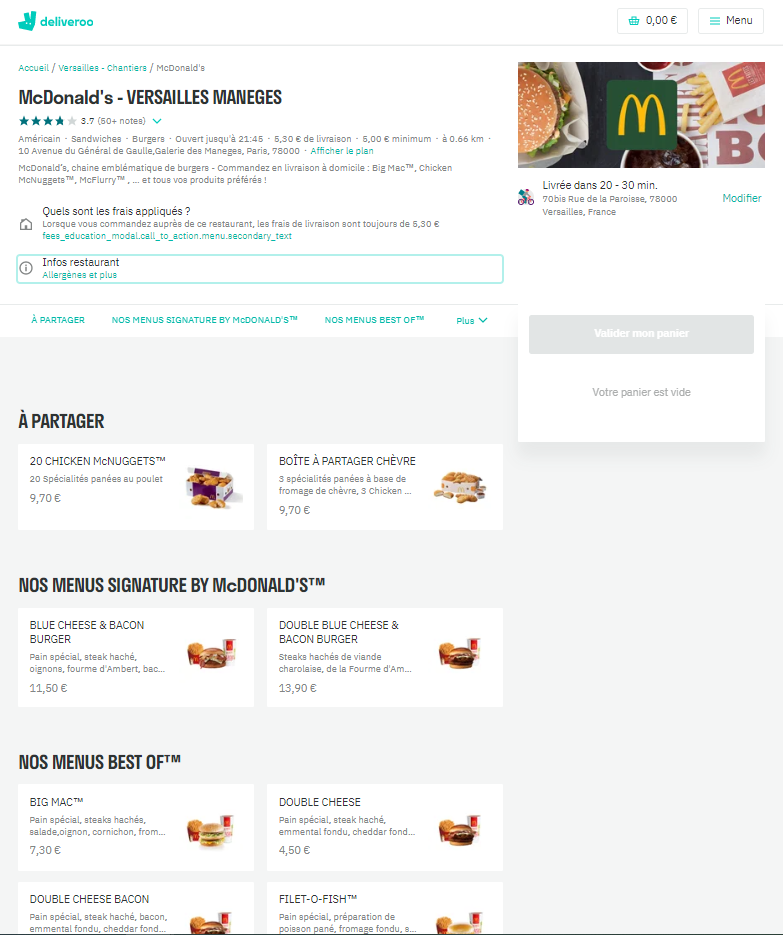 deliveroo
0,00 €
Menu
Accueil / Versailles - Chantiers / McDonald's
McDonald's - VERSAILLES MANEGES
3.7 (50+ notes)
Américain · Sandwiches · Burgers · Ouvert jusqu'à 21:45 · 5,30 € de livraison · 5,00 € minimum · à 0.66 km ·
10 Avenue du Général de Gaulle,Galerie des Maneges, Paris, 78000 · Afficher le plan
McDonald's, chaine emblématique de burgers - Commandez en livraison à domicile : Big Mac™, Chicken
McNuggets™, McFlurry™ , ... et tous vos produits préférés !
Quels sont les frais appliqués ?
Lorsque vous commandez auprès de ce restaurant, les frais de livraison sont toujours de 5,30 €
fees_education_modal.call_to_action.menu.secondary_text
Infos restaurant
Allergènes et plus
Livrée dans 20 - 30 min.
70bis Rue de la Paroisse, 78000
Versailles, France
Modifier
À PARTAGER
NOS MENUS SIGNATURE BY McDONALD'S™
NOS MENUS BEST OF™
Plus
Valider mon panier
Votre panier est vide
À PARTAGER
20 CHICKEN McNUGGETS™
20 Spécialités panées au poulet
9,70 €
BOÎTE À PARTAGER CHÈVRE
3 spécialités panées à base de
fromage de chèvre, 3 Chicken ...
9,70 €
NOS MENUS SIGNATURE BY McDONALD'S™
BLUE CHEESE & BACON
BURGER
Pain spécial, steak haché,
oignons, fourme d'Ambert, bac...
11,50 €
DOUBLE BLUE CHEESE &
BACON BURGER
Steaks hachés de viande
charolaise, de la Fourme d'Am...
13,90 €
NOS MENUS BEST OF™
BIG MAC™
Pain spécial, steaks hachés,
salade,oignon, cornichon, from...
7,30 €
DOUBLE CHEESE
Pain spécial, steak haché,
emmental fondu, cheddar fond...
4,50 €
DOUBLE CHEESE BACON
Pain spécial, steak haché, bacon,
emmental fondu, cheddar fond...
FILET-O-FISH™
Pain spécial, préparation de
poisson pané, fromage fondu, s...